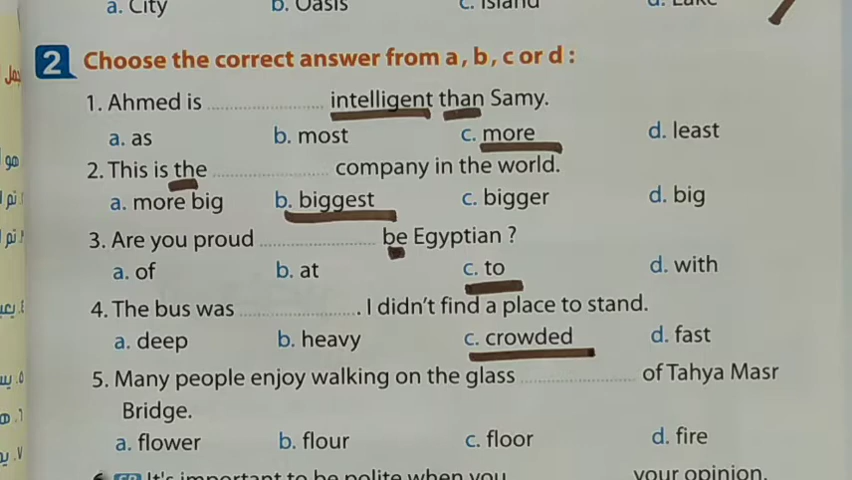 a. City b. Oasis c. Island d. Lake
2 Choose the correct answer from a, b, c or d :
1. Ahmed is ........................ intelligent than Samy.
a. as b. most c. more d. least
2. This is the ........................ company in the world.
a. more big b. biggest c. bigger d. big
3. Are you proud ........................ be Egyptian ?
a. of b. at c. to d. with
4. The bus was ......................... I didn't find a place to stand.
a. deep b. heavy c. crowded d. fast
5. Many people enjoy walking on the glass ........................ of Tahya Masr
Bridge.
a. flower b. flour c. floor d. fire
It's important to be polite when you ........................ your opinion.